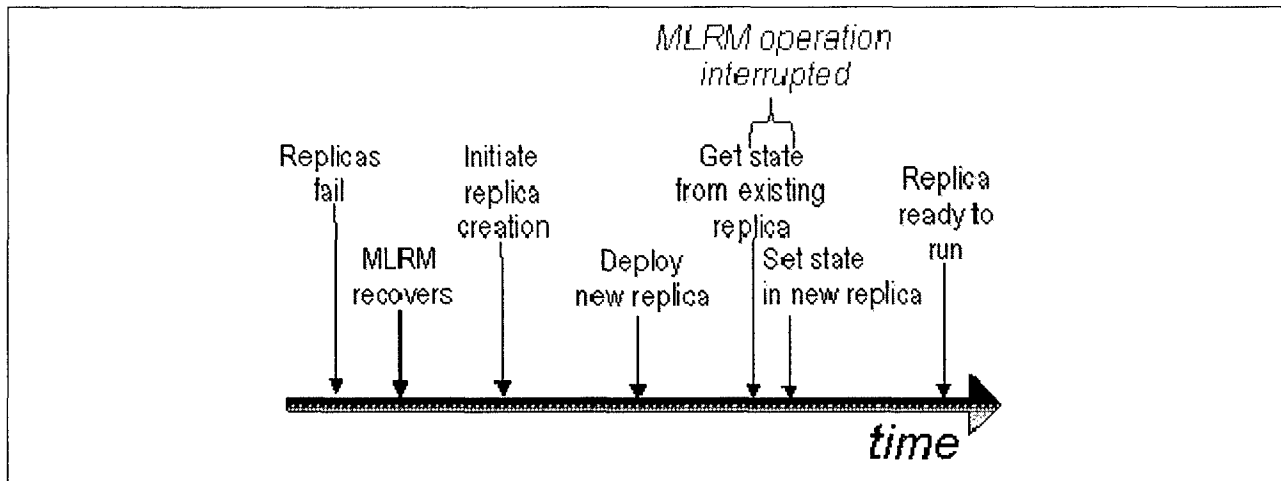 MLRM operation
interrupted
Replicas
fail
Initiate
replica
creation
Get state
from existing
replica
Replica
ready to
run
MLRM
recovers
Deploy
new replica
Set state
in new replica
time